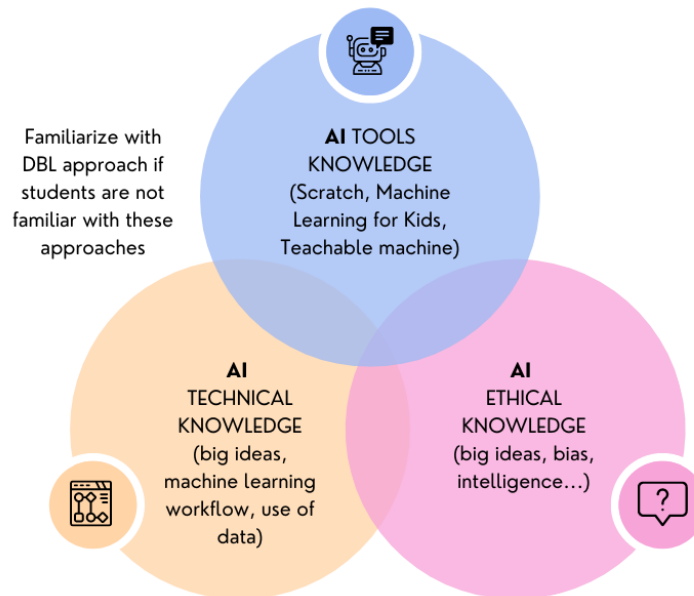 Familiarize with
DBL approach if
students are not
familiar with these
approaches
AI TOOLS
KNOWLEDGE
(Scratch, Machine
Learning for Kids,
Teachable machine)
AI
TECHNICAL
KNOWLEDGE
(big ideas,
machine learning
workflow, use of
data)
AI
ETHICAL
KNOWLEDGE
(big ideas, bias,
intelligence...)
?